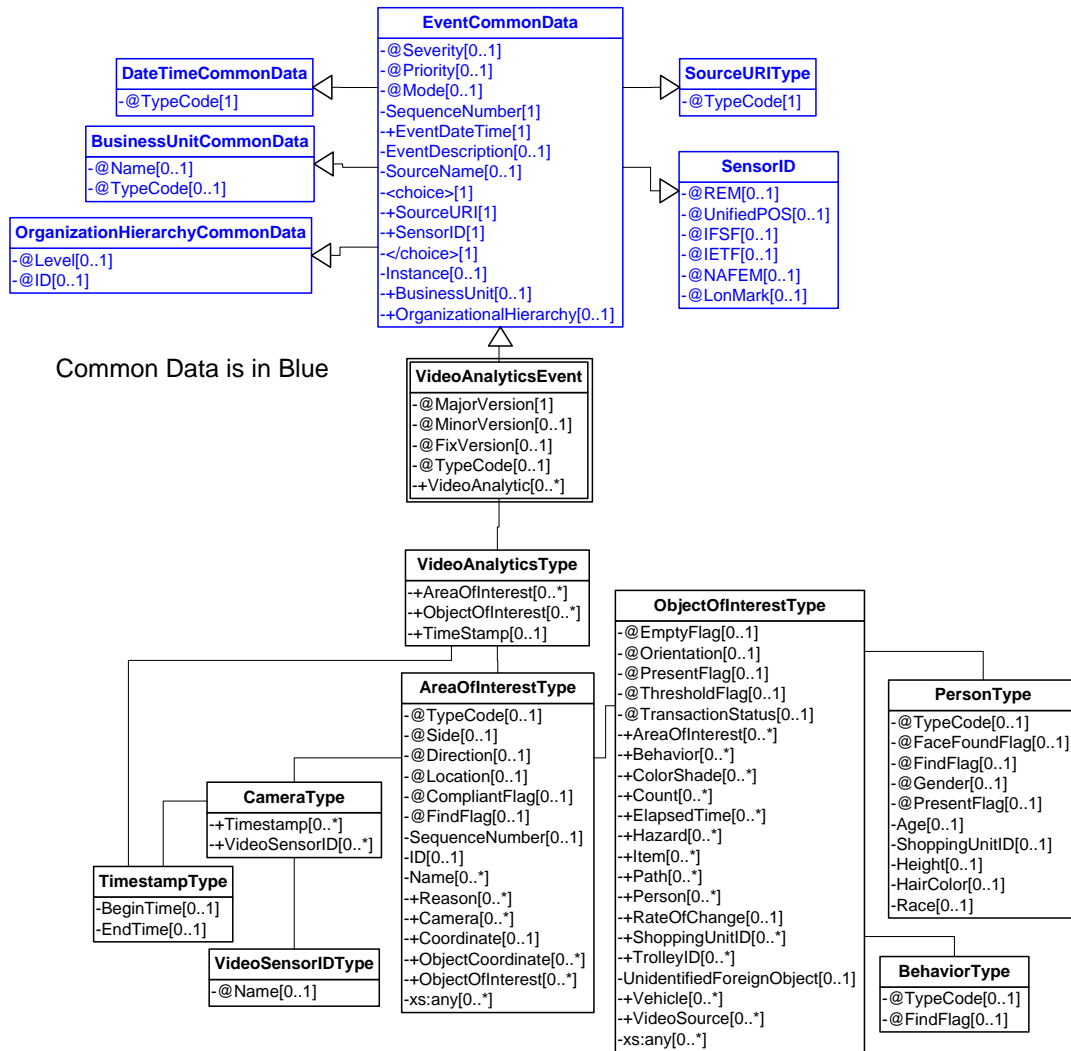 EventCommonData
-@Severity[0..1]
-@Priority[0..1]
-@Mode[0..1]
-SequenceNumber[1]
-+EventDateTime[1]
-EventDescription[0..1]
-SourceName[0..1]
-<choice>[1]
-+SourceURI[1]
-+SensorID[1]
-</choice>[1]
-Instance[0..1]
-+BusinessUnit[0..1]
-+OrganizationalHierarchy[0..1]
DateTimeCommonData
-@TypeCode[1]
BusinessUnitCommonData
-@Name[0..1]
-@TypeCode[0..1]
OrganizationHierarchyCommonData
-@Level[0..1]
-@ID[0..1]
SourceURIType
-@TypeCode[1]
SensorID
-@REM[0..1]
-@UnifiedPOS[0..1]
-@IFSF[0..1]
-@IETF[0..1]
-@NAFEM[0..1]
-@LonMark[0..1]
Common Data is in Blue
VideoAnalyticsEvent
-@MajorVersion[1]
-@MinorVersion[0..1]
-@FixVersion[0..1]
-@TypeCode[0..1]
-+VideoAnalytic[0..*]
VideoAnalyticsType
-+AreaOfInterest[0..*]
-+ObjectOfInterest[0..*]
-+TimeStamp[0..1]
AreaOfInterestType
-@TypeCode[0..1]
-@Side[0..1]
-@Direction[0..1]
-@Location[0..1]
-@CompliantFlag[0..1]
-@FindFlag[0..1]
-SequenceNumber[0..1]
-ID[0..1]
-Name[0..*]
-+Reason[0..*]
-+Camera[0..*]
-+Coordinate[0..1]
-+ObjectCoordinate[0..*]
-+ObjectOfInterest[0..*]
-xs:any[0..*]
CameraType
-+Timestamp[0..*]
-+VideoSensorID[0..*]
TimestampType
-BeginTime[0..1]
-EndTime[0..1]
VideoSensorIDType
-@Name[0..1]
ObjectOfInterestType
-@EmptyFlag[0..1]
-@Orientation[0..1]
-@PresentFlag[0..1]
-@ThresholdFlag[0..1]
-@TransactionStatus[0..1]
-+AreaOfInterest[0..*]
-+Behavior[0..*]
-+ColorShade[0..*]
-+Count[0..*]
-+ElapsedTime[0..*]
-+Hazard[0..*]
-+Item[0..*]
-+Path[0..*]
-+Person[0..*]
-+RateOfChange[0..1]
-+ShoppingUnitID[0..*]
-+TrolleyID[0..*]
-UnidentifiedForeignObject[0..1]
-+Vehicle[0..*]
-+VideoSource[0..*]
-xs:any[0..*]
PersonType
-@TypeCode[0..1]
-@FaceFoundFlag[0..1]
-@FindFlag[0..1]
-@Gender[0..1]
-@PresentFlag[0..1]
-Age[0..1]
-ShoppingUnitID[0..1]
-Height[0..1]
-HairColor[0..1]
-Race[0..1]
BehaviorType
-@TypeCode[0..1]
-@FindFlag[0..1]